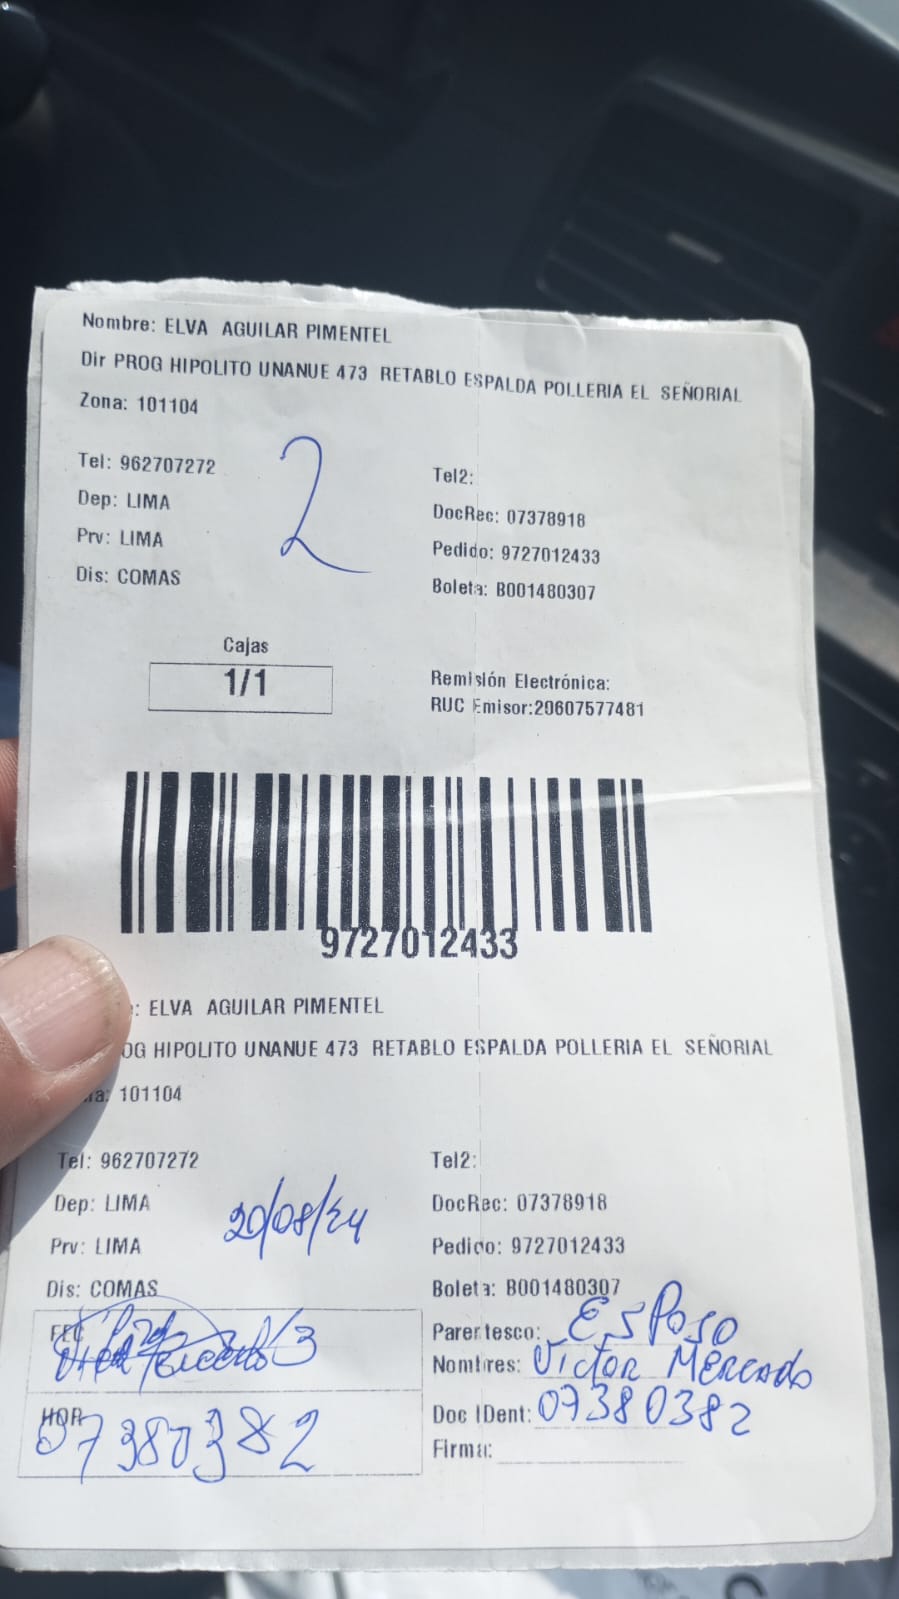 Nombre: ELVA AGUILAR PIMENTEL
Dir PROG HIPOLITO UNANUE 473 RETABLO ESPALDA POLLERIA EL SEÑORIAL
Zona: 101104
Tel: 962707272
Tel2:
Dep: LIMA
DocRec: 07378918
Prv: LIMA
Pedido: 9727012433
Dis: COMAS
Boleta: B001480307
2
Cajas
1/1
Remisión Electrónica:
RUC Emisor:20607577481
9727012433
: ELVA AGUILAR PIMENTEL
OG HIPOLITO UNANUE 473 RETABLO ESPALDA POLLERIA EL SEÑORIAL
a: 101104
Tel: 962707272
Tel2:
Dep: LIMA
DocRec: 07378918
Prv: LIMA
Pedido: 9727012433
20/08/24
Dis: COMAS
Boleta: B001480307
FEC
Parentesco: ESPOSO
Nombres: Victor Mercado
HOR
07380382
Doc IDent: 07380382
Firma: